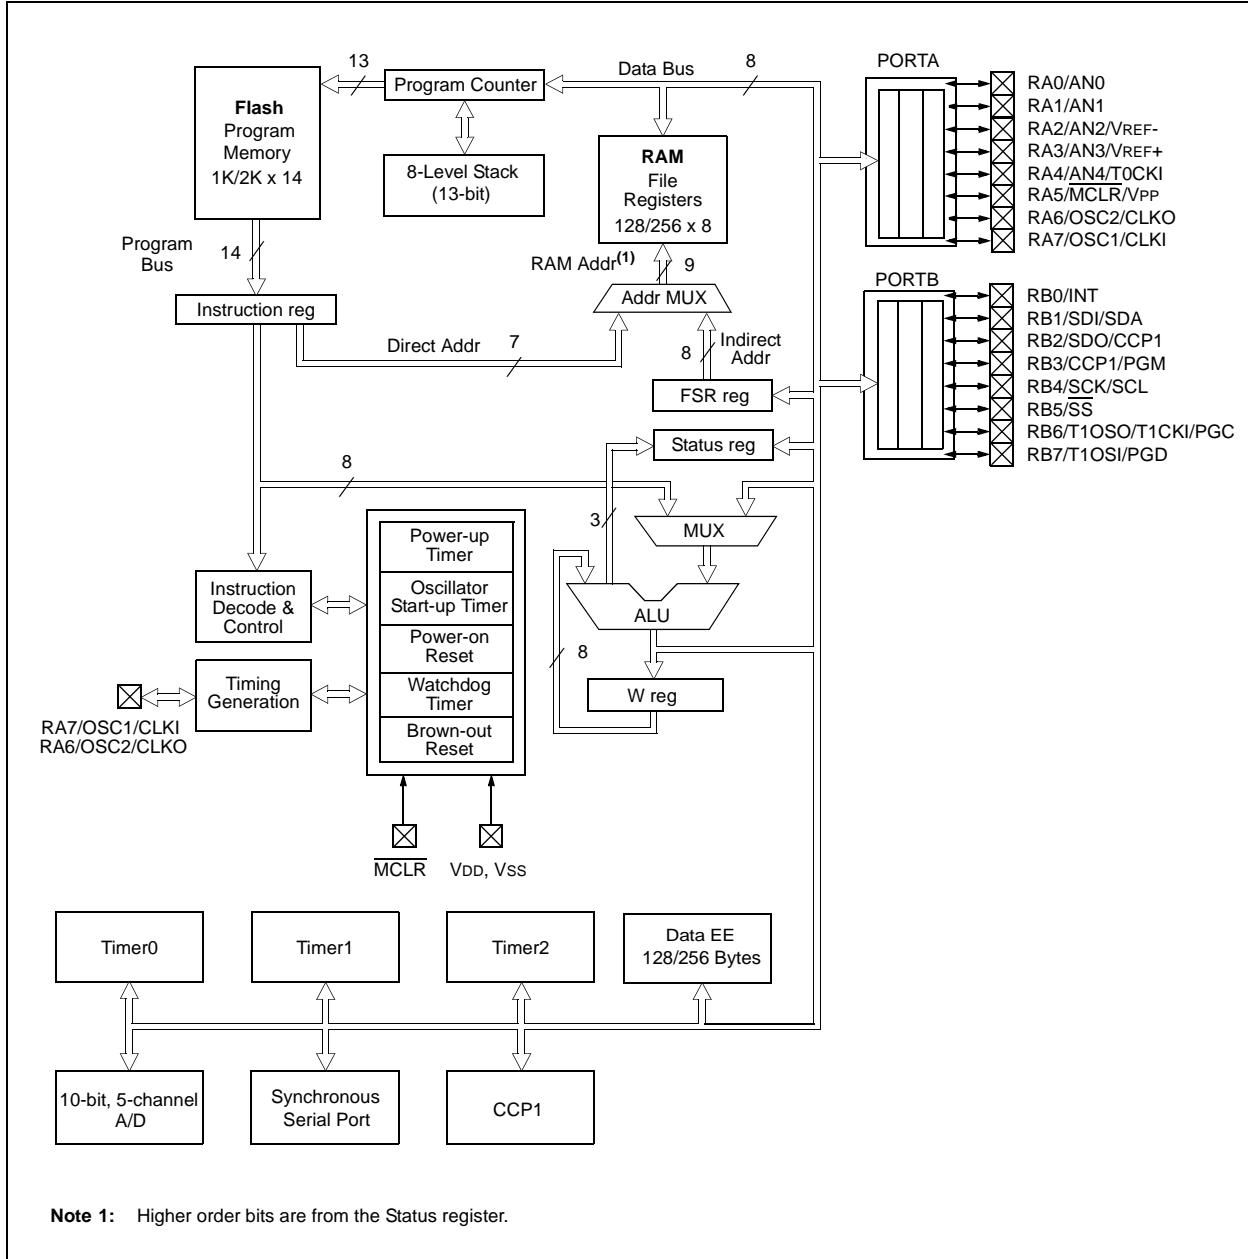 13
Program Counter
Data Bus
8
PORTA
Flash
Program
Memory
1K/2K x 14
8-Level Stack
(13-bit)
RAM
File
Registers
128/256 x 8
RA0/AN0
RA1/AN1
RA2/AN2/VREF-
RA3/AN3/VREF+
RA4/AN4/T0CKI
RA5/MCLR/VPP
RA6/OSC2/CLKO
RA7/OSC1/CLKI
Program
Bus
14
RAM Addr(1)
9
Addr MUX
PORTB
Instruction reg
Direct Addr
7
8
Indirect
Addr
FSR reg
RB0/INT
RB1/SDI/SDA
RB2/SDO/CCP1
RB3/CCP1/PGM
RB4/SCK/SCL
RB5/SS
RB6/T1OSO/T1CKI/PGC
RB7/T1OSI/PGD
Status reg
8
3
MUX
Power-up
Timer
Oscillator
Start-up Timer
Power-on
Reset
Watchdog
Timer
Brown-out
Reset
Instruction
Decode &
Control
ALU
8
W reg
Timing
Generation
RA7/OSC1/CLKI
RA6/OSC2/CLKO
MCLR
VDD, VSS
Timer0
Timer1
Timer2
Data EE
128/256 Bytes
10-bit, 5-channel
A/D
Synchronous
Serial Port
CCP1
Note 1: Higher order bits are from the Status register.